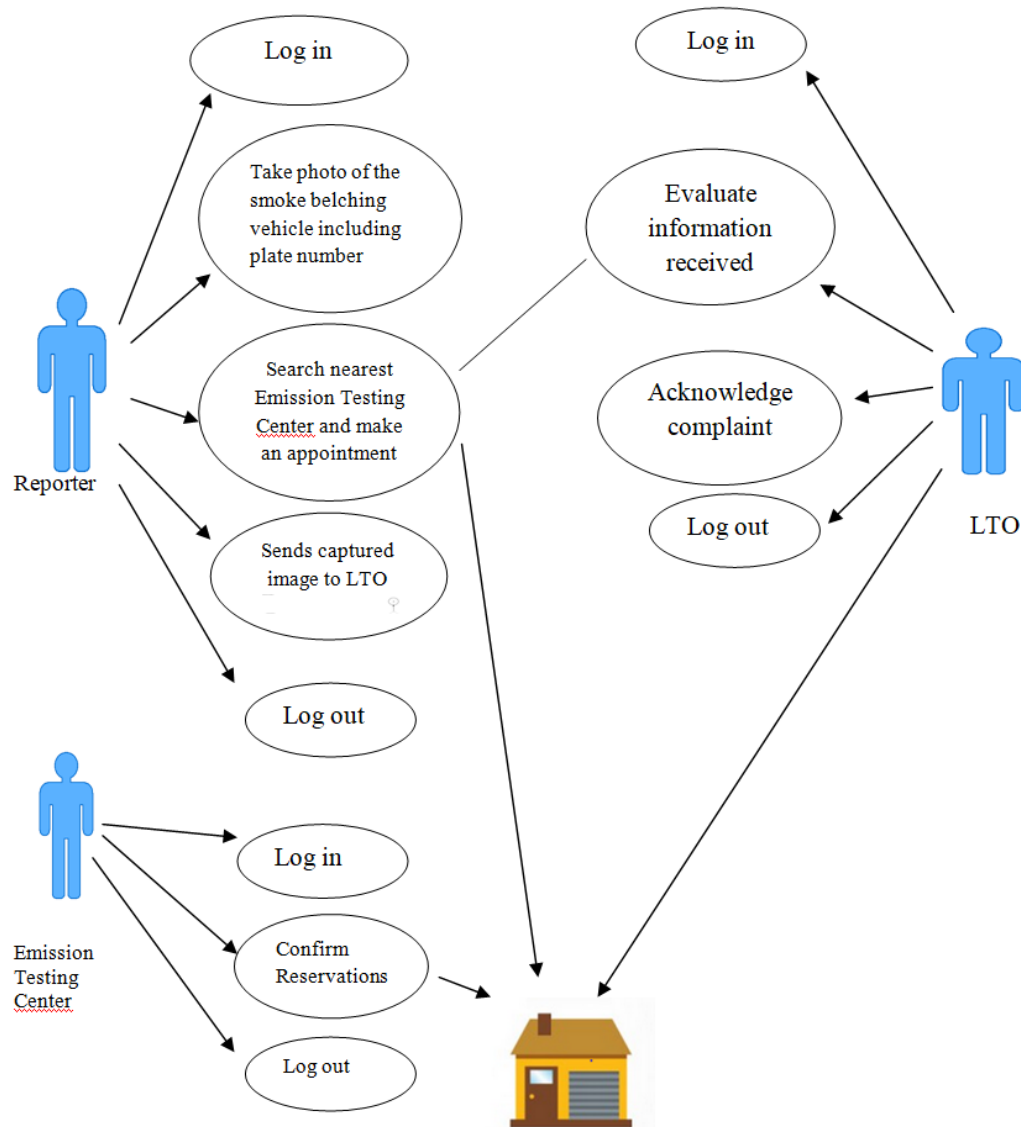 Log in
Take photo of the
smoke belching
vehicle including
plate number
Search nearest
Emission Testing
Center and make
an appointment
Reporter
Sends captured
image to LTO
Log out
Log in
Evaluate
information
received
Acknowledge
complaint
Log out
LTO
Emission
Testing
Center
Log in
Confirm
Reservations
Log out